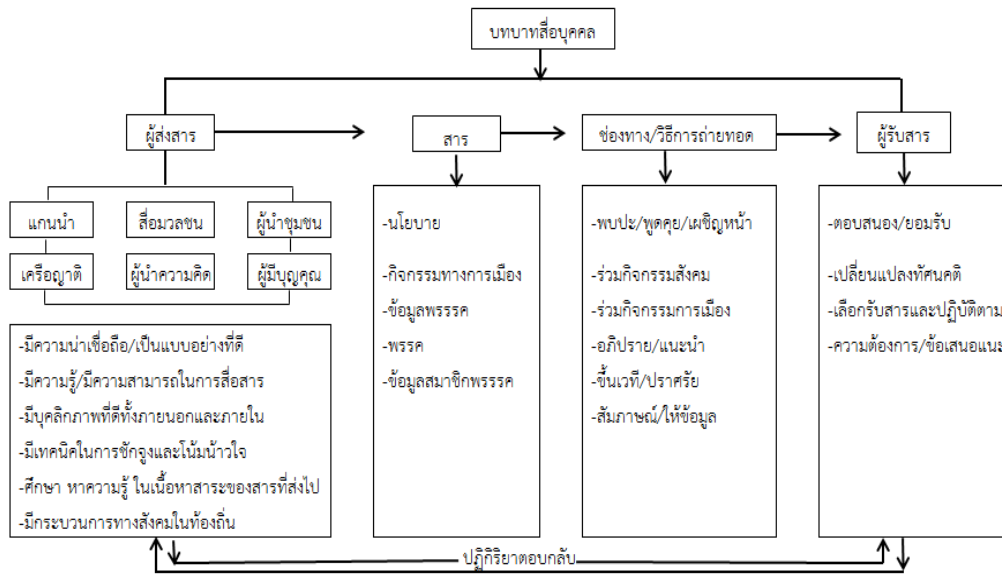 บทบาทสื่อบุคคล
ผู้ส่งสาร
สาร
ช่องทาง/วิธีการถ่ายทอด
ผู้รับสาร
แกนนำ
สื่อมวลชน
ผู้นำชุมชน
เครือญาติ
ผู้นำความคิด
ผู้มีบุญคุณ
-มีความน่าเชื่อถือ/เป็นแบบอย่างที่ดี
-มีความรู้/มีความสามารถในการสื่อสาร
-มีบุคลิกภาพที่ดีทั้งภายนอกและภายใน
-มีเทคนิคในการชักจูงและโน้มน้าวใจ
-ศึกษา หาความรู้ ในเนื้อหาสาระของสารที่ส่งไป
-มีกระบวนการทางสังคมในท้องถิ่น
-นโยบาย
-กิจกรรมทางการเมือง
-ข้อมูลพรรรค
-พรรค
-ข้อมูลสมาชิกพรรรค
-พบปะ/พูดคุย/เผชิญหน้า
-ร่วมกิจกรรมสังคม
-ร่วมกิจกรรมการเมือง
-อภิปราย/แนะนำ
-ขึ้นเวที/ปราศรัย
-สัมภาษณ์/ให้ข้อมูล
-ตอบสนอง/ยอมรับ
-เปลี่ยนแปลงทัศนคติ
-เลือกรับสารและปฏิบัติตาม
-ความต้องการ/ข้อเสนอแนะ
ปฏิกิริยาตอบกลับ